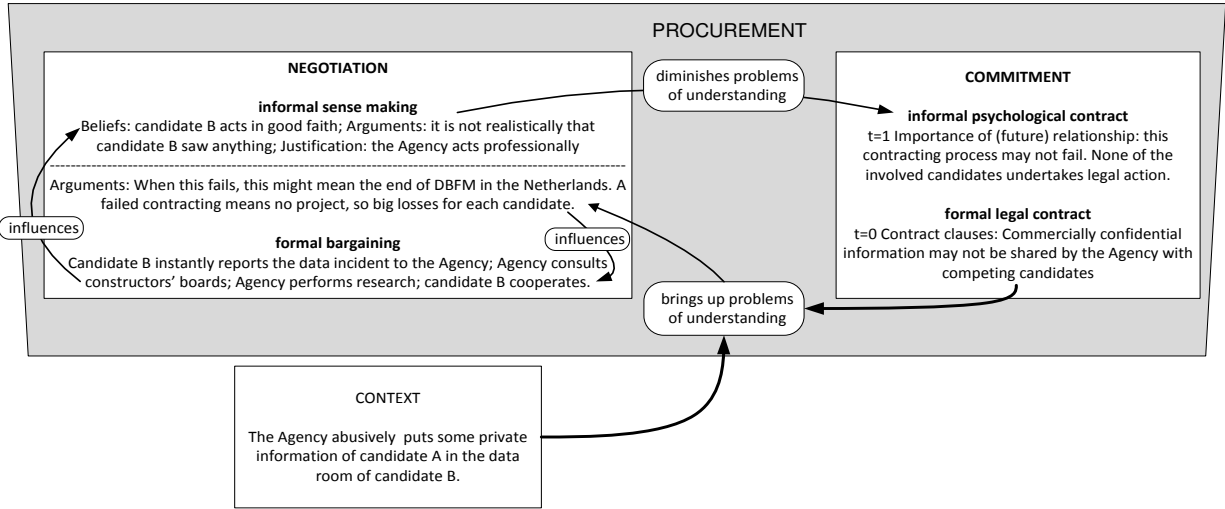 PROCUREMENT
NEGOTIATION
informal sense making
Beliefs: candidate B acts in good faith; Arguments: it is not realistically that
candidate B saw anything; Justification: the Agency acts professionally
Arguments: When this fails, this might mean the end of DBFM in the Netherlands. A
failed contracting means no project, so big losses for each candidate.
influences
influences
formal bargaining
Candidate B instantly reports the data incident to the Agency; Agency consults
constructors' boards; Agency performs research; candidate B cooperates.
diminishes problems
of understanding
brings up problems
of understanding
COMMITMENT
informal psychological contract
t=1 Importance of (future) relationship: this
contracting process may not fail. None of the
involved candidates undertakes legal action.
formal legal contract
t=0 Contract clauses: Commercially confidential
information may not be shared by the Agency with
competing candidates
CONTEXT
The Agency abusively  puts some private
information of candidate A in the data
room of candidate B.